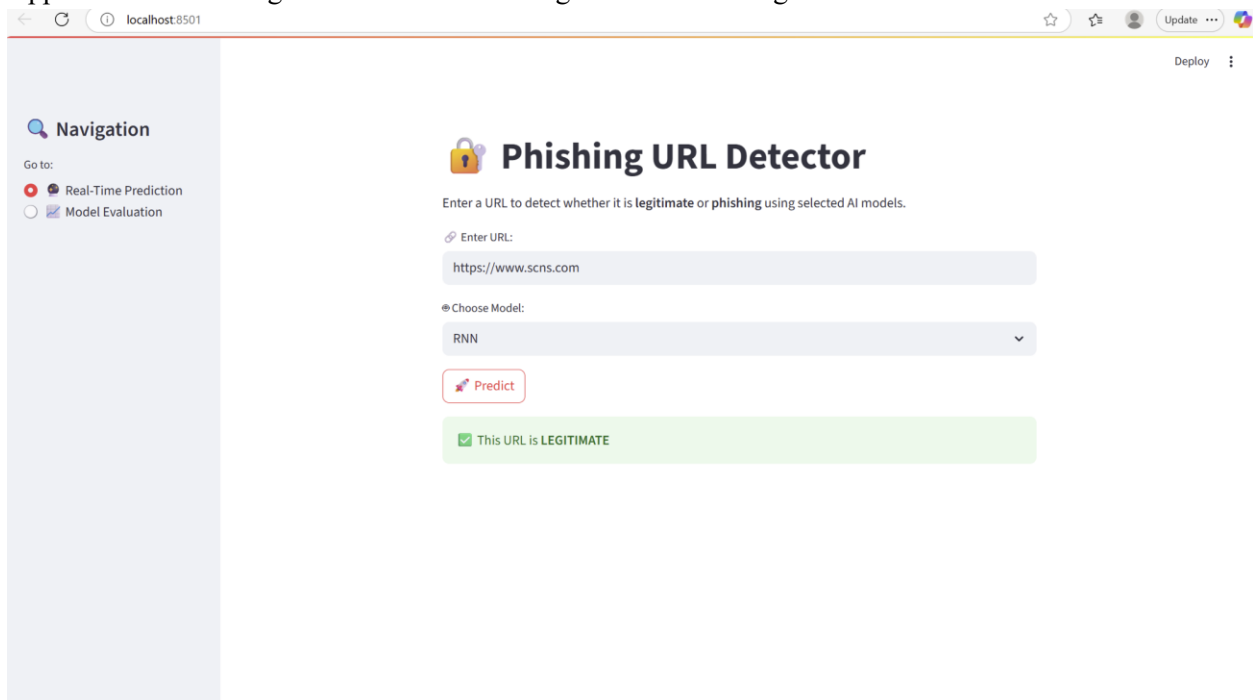 localhost:8501
Update
Deploy
Navigation
Go to:
Real-Time Prediction
Model Evaluation
Phishing URL Detector
Enter a URL to detect whether it is legitimate or phishing using selected AI models.
Enter URL:
https://www.scns.com
Choose Model:
RNN
Predict
This URL is LEGITIMATE